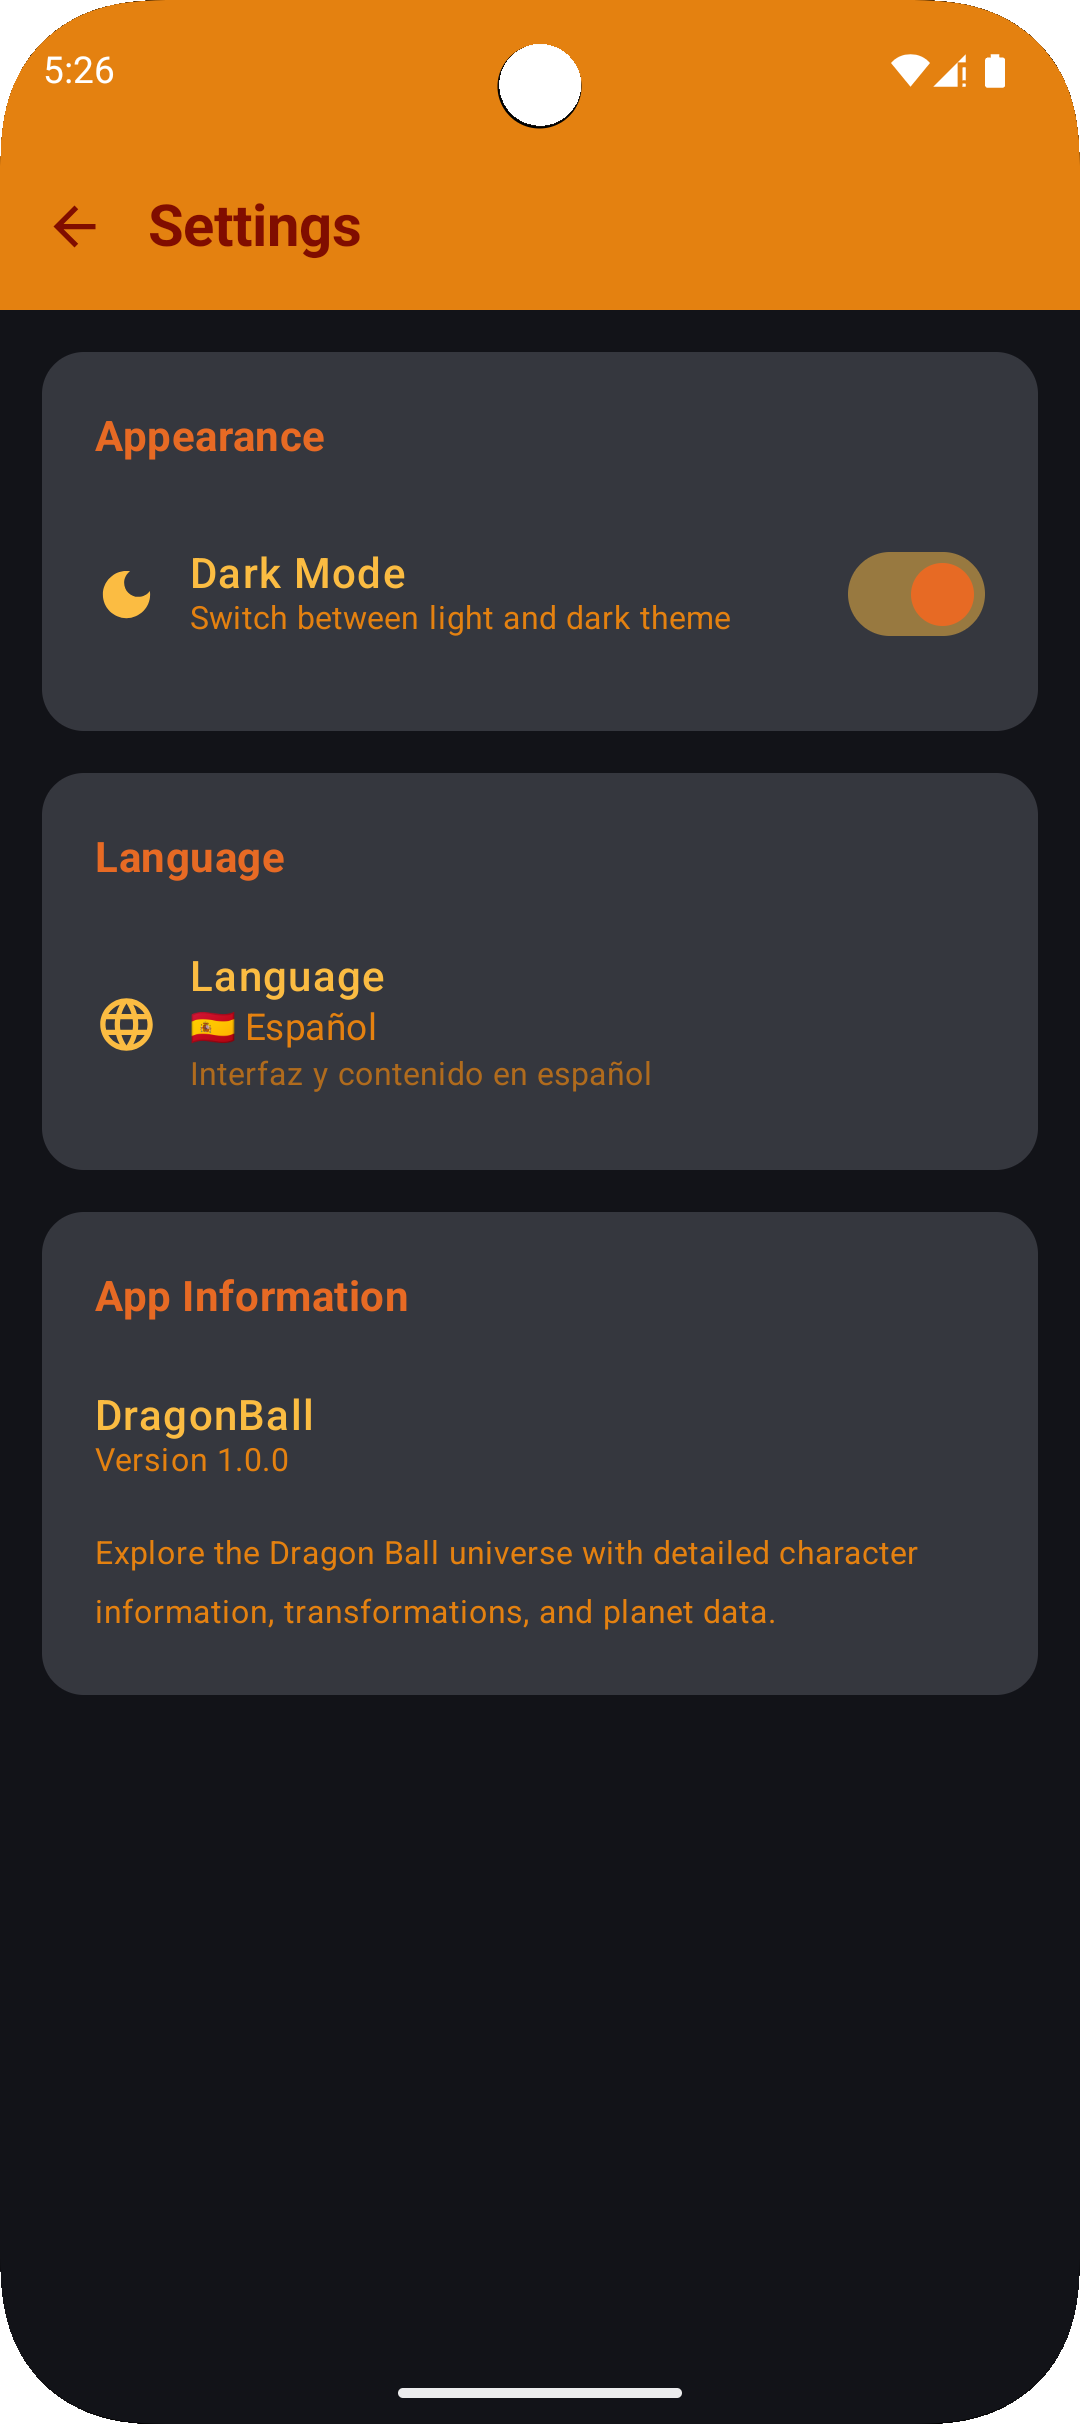 5:26
Settings
Appearance
Dark Mode
Switch between light and dark theme
Language
Language
🇪🇸 Español
Interfaz y contenido en español
App Information
DragonBall
Version 1.0.0
Explore the Dragon Ball universe with detailed character
information, transformations, and planet data.